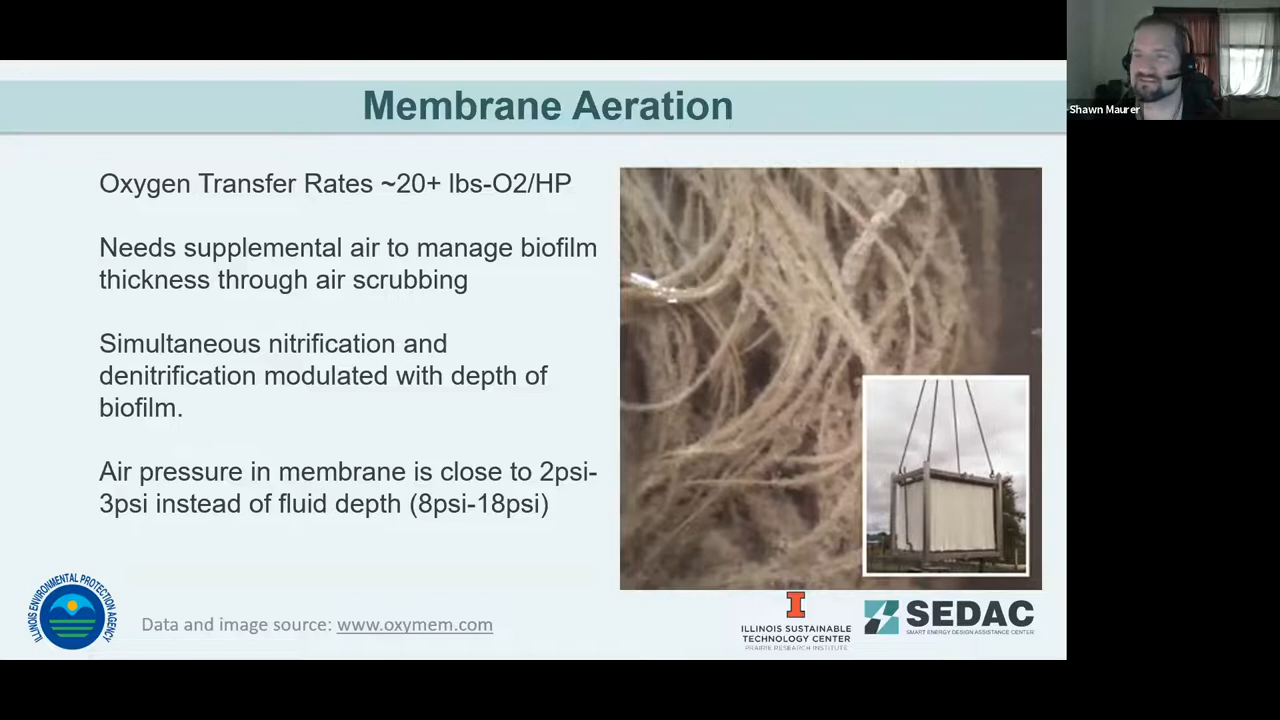 Membrane Aeration
Shawn Maurer
Oxygen Transfer Rates ~20+ lbs-O2/HP
Needs supplemental air to manage biofilm
thickness through air scrubbing
Simultaneous nitrification and
denitrification modulated with depth of
biofilm.
Air pressure in membrane is close to 2psi-
3psi instead of fluid depth (8psi-18psi)
ILLINOIS ENVIRONMENTAL PROTECTION AGENCY
Data and image source: www.oxymem.com
I
ILLINOIS SUSTAINABLE
TECHNOLOGY CENTER
PRAIRIE RESEARCH INSTITUTE
SEDAC
SMART ENERGY DESIGN ASSISTANCE CENTER